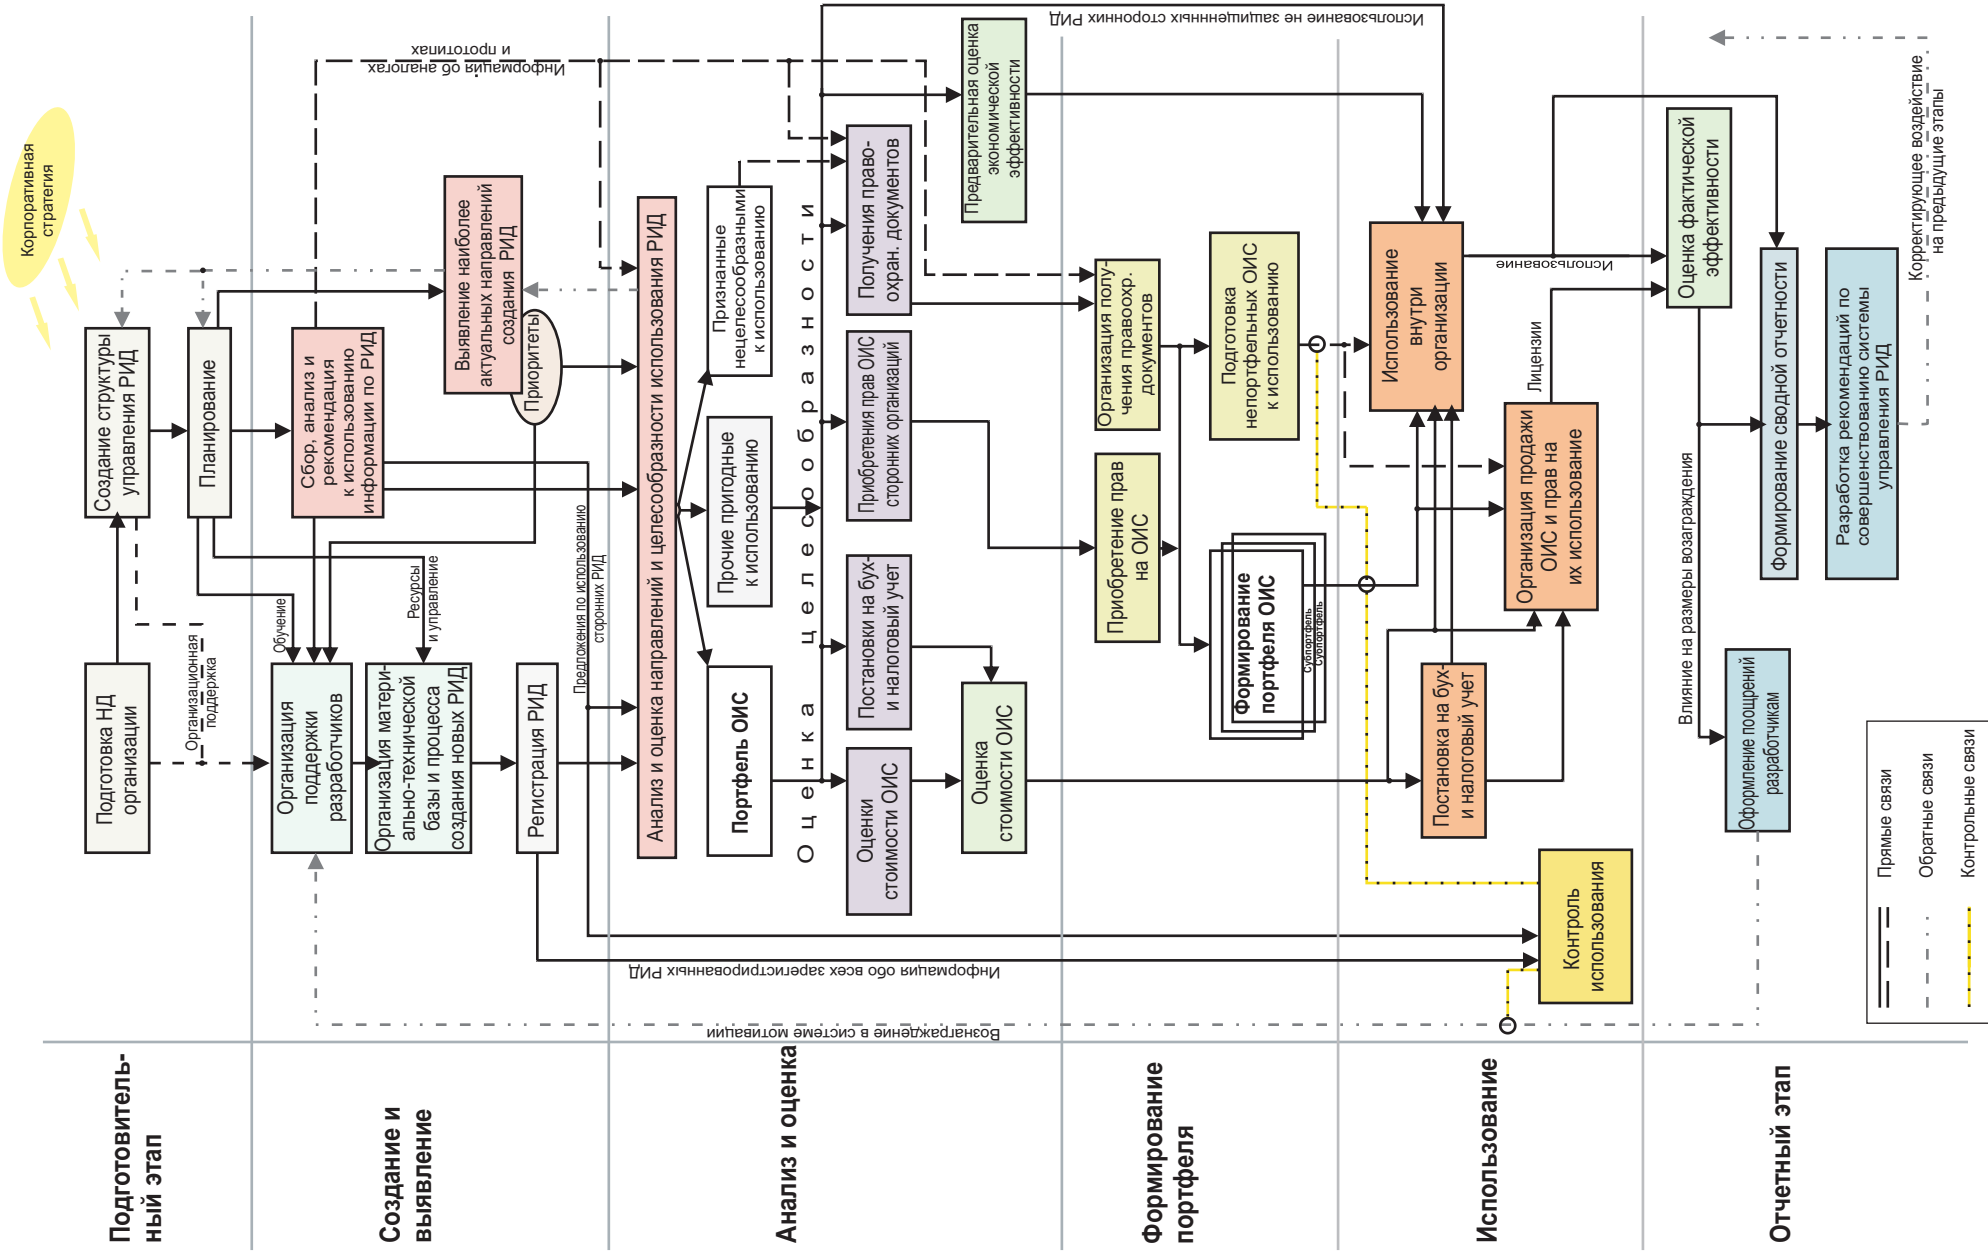 Корпоративная
стратегия
Подготовитель-
ный этап
Подготовка НД
организации
Создание структуры
управления РИД
Планирование
Организационная
поддержка
Создание и
выявление
Организация
поддержки
разработчиков
Обучение
Сбор, анализ и
рекомендация
к использованию
информации по РИД
Информация об аналогах
и прототипах
Организация матери-
ально-технической
базы и процесса
создания новых РИД
Ресурсы
и управление
Выявление наиболее
актуальных направлений
создания РИД
Приоритеты
Регистрация РИД
Предложения по использованию
сторонних РИД
Анализ и оценка
Анализ и оценка направлений и целесообразности использования РИД
Портфель ОИС
Прочие пригодные
к использованию
Признанные
нецелесообразными
к использованию
Оценка целесообразности
Оценки
стоимости ОИС
Постановки на бух-
и налоговый учет
Приобретения прав ОИС
сторонних организаций
Получения право-
охран. документов
Оценка
стоимости ОИС
Предварительная оценка
экономической
эффективности
Информация обо всех зарегистрированных РИД
Вознаграждение в системе мотивации
Использование не защищенных сторонних РИД
Формирование
портфеля
Приобретение прав
на ОИС
Организация полу-
чения правоохр.
документов
Формирование
портфеля ОИС
Субпортфель
Субпортфель
Подготовка
непортфельных ОИС
к использованию
Использование
Использование
внутри
организации
Постановка на бух-
и налоговый учет
Организация продажи
ОИС и прав на
их использование
Контроль
использования
Лицензии
Использование
Отчетный этап
Оценка фактической
эффективности
Влияние на размеры возаграждения
Оформление поощрений
разработчикам
Формирование сводной отчетности
Разработка рекомендаций по
совершенствованию системы
управления РИД
Корректирующее воздействие
на предыдущие этапы
Прямые связи
Обратные связи
Контрольные связи